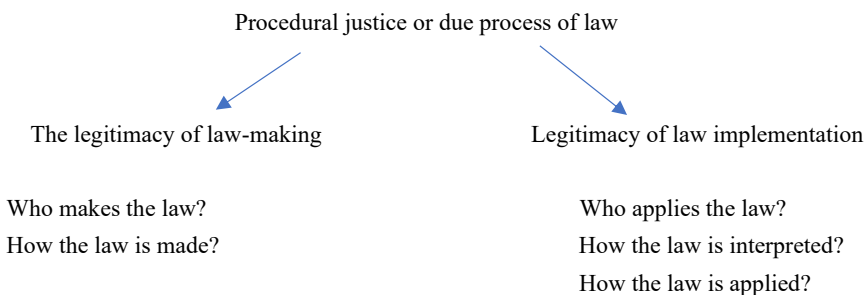 Procedural justice or due process of law
The legitimacy of law-making
Legitimacy of law implementation
Who makes the law?
How the law is made?
Who applies the law?
How the law is interpreted?
How the law is applied?